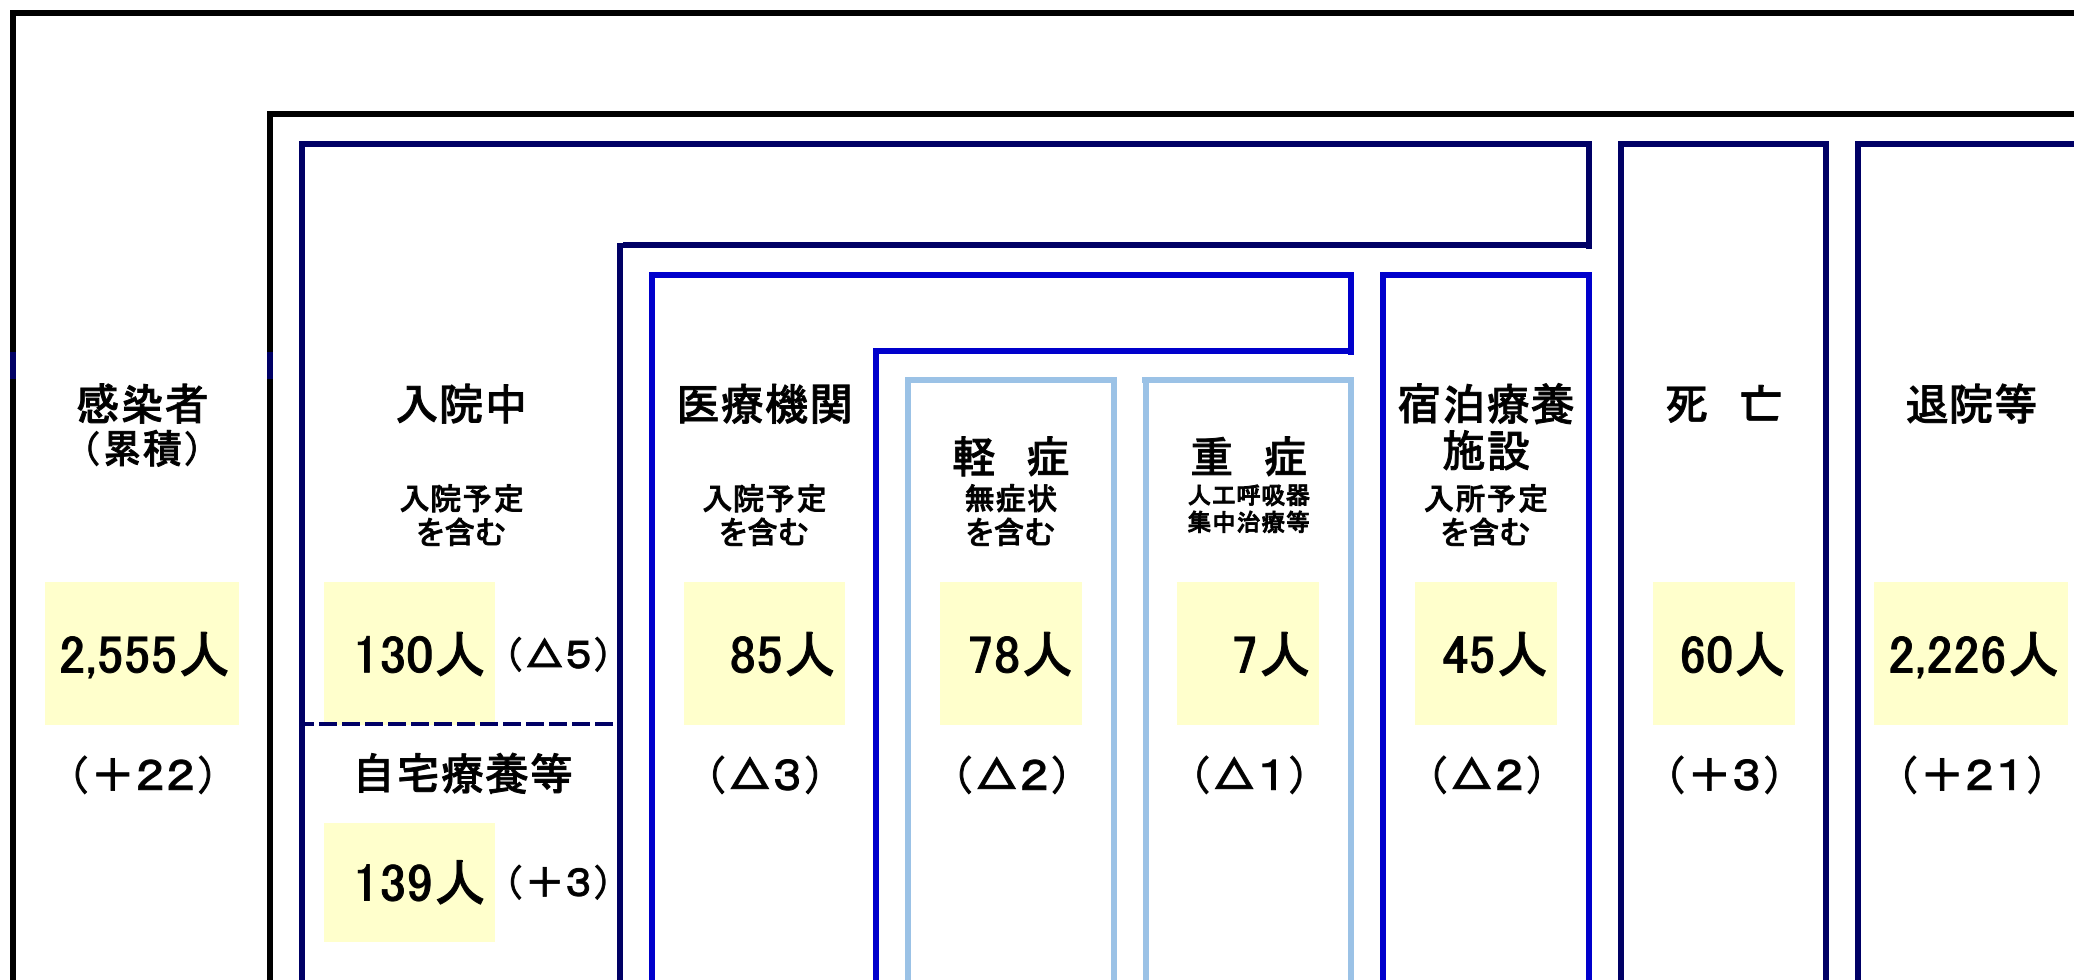 感染者
（累積）
2,555人
（＋22）
入院中
入院予定
を含む
130人（△5）
自宅療養等
139人（＋3）
医療機関
入院予定
を含む
85人
（△3）
軽　症
無症状
を含む
78人
（△2）
重　症
人工呼吸器
集中治療等
7人
（△1）
宿泊療養
施設
入所予定
を含む
45人
（△2）
死　亡
60人
（＋3）
退院等
2,226人
（＋21）